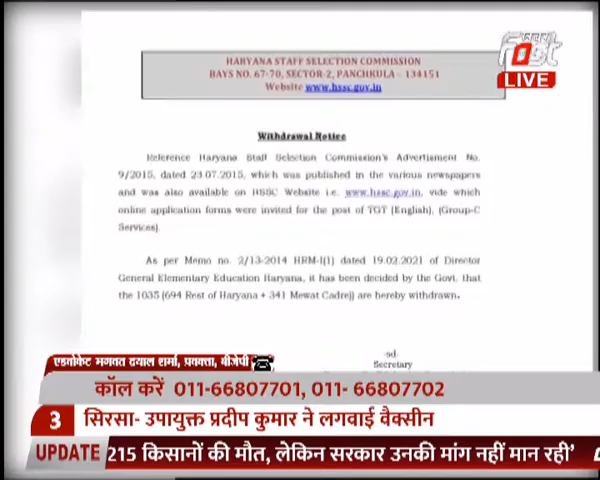 खबरें
fast
LIVE
HARYANA STAFF SELECTION COMMISSION
BAYS NO. 67-70, SECTOR-2, PANCHKULA – 134151
Website www.hssc.gov.in
Withdrawal Notice
Reference Haryana Staff Selection Commission's Advertisment No.
9/2015, dated 23.07.2015, which was published in the various newspapers
and was also available on HSSC Website i.e. www.hssc.gov.in, vide which
online application forms were invited for the post of TGT (English), (Group-C
Services).
As per Memo no. 2/13-2014 HRM-I(1) dated 19.02.2021 of Director
General Elementary Education Haryana, it has been decided by the Govt. that
the 1035 (694 Rest of Haryana + 341 Mewat Cadre)) are hereby withdrawn.
-sd-
Secretary
एडवोकेट भगवत दयाल शर्मा, प्रवक्ता, बीजेपी
कॉल करें 011-66807701, 011- 66807702
3 सिरसा- उपायुक्त प्रदीप कुमार ने लगवाई वैक्सीन
UPDATE 215 किसानों की मौत, लेकिन सरकार उनकी मांग नहीं मान रही’